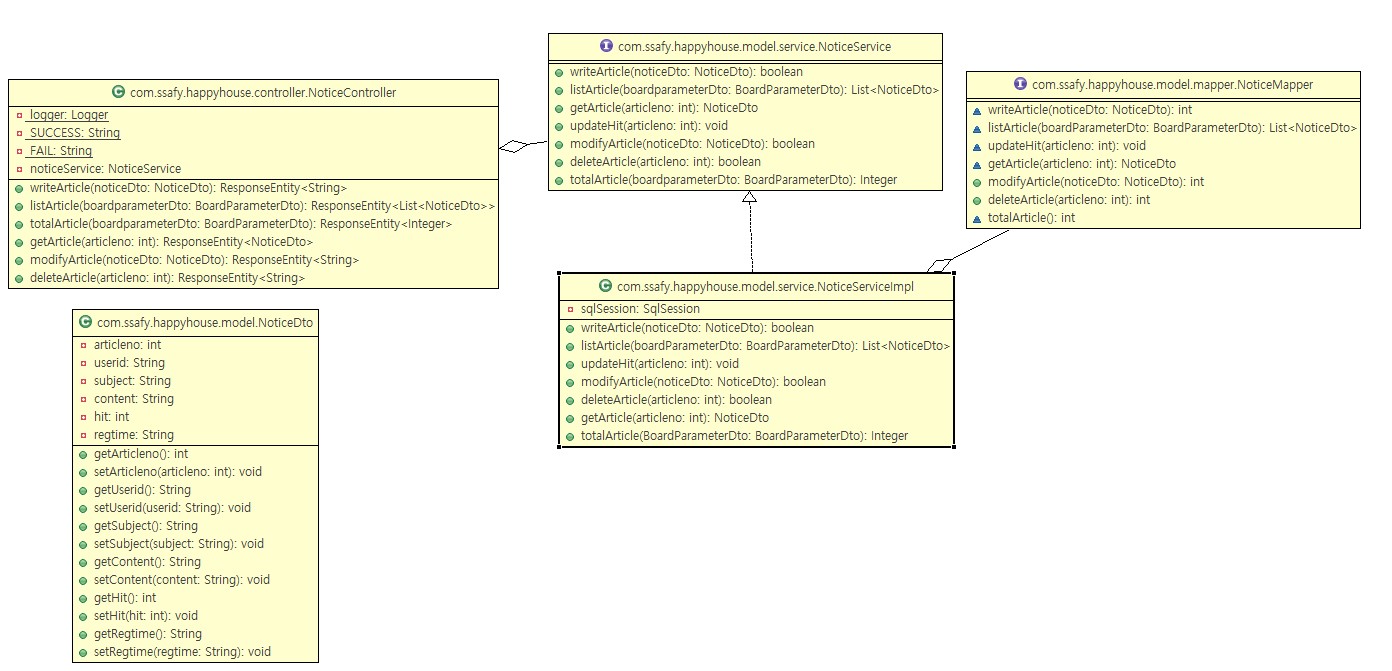 com.ssafy.happyhouse.controller.NoticeController
logger: Logger
SUCCESS: String
FAIL: String
noticeService: NoticeService
writeArticle(noticeDto: NoticeDto): ResponseEntity<String>
listArticle(boardparameterDto: BoardParameterDto): ResponseEntity<List<NoticeDto>>
totalArticle(boardparameterDto: BoardParameterDto): ResponseEntity<Integer>
getArticle(articleno: int): ResponseEntity<NoticeDto>
modifyArticle(noticeDto: NoticeDto): ResponseEntity<String>
deleteArticle(articleno: int): ResponseEntity<String>
I com.ssafy.happyhouse.model.service.NoticeService
writeArticle(noticeDto: NoticeDto): boolean
listArticle(boardparameterDto: BoardParameterDto): List<NoticeDto>
getArticle(articleno: int): NoticeDto
updateHit(articleno: int): void
modifyArticle(noticeDto: NoticeDto): boolean
deleteArticle(articleno: int): boolean
totalArticle(boardparameterDto: BoardParameterDto): Integer
I com.ssafy.happyhouse.model.mapper.NoticeMapper
writeArticle(noticeDto: NoticeDto): int
listArticle(boardParameterDto: BoardParameterDto): List<NoticeDto>
updateHit(articleno: int): void
getArticle(articleno: int): NoticeDto
modifyArticle(noticeDto: NoticeDto): int
deleteArticle(articleno: int): int
totalArticle(): int
C com.ssafy.happyhouse.model.service.NoticeServiceImpl
sqlSession: SqlSession
writeArticle(noticeDto: NoticeDto): boolean
listArticle(boardParameterDto: BoardParameterDto): List<NoticeDto>
updateHit(articleno: int): void
modifyArticle(noticeDto: NoticeDto): boolean
deleteArticle(articleno: int): boolean
getArticle(articleno: int): NoticeDto
totalArticle(BoardParameterDto: BoardParameterDto): Integer
C com.ssafy.happyhouse.model.NoticeDto
articleno: int
userid: String
subject: String
content: String
hit: int
regtime: String
getArticleno(): int
setArticleno(articleno: int): void
getUserid(): String
setUserid(userid: String): void
getSubject(): String
setSubject(subject: String): void
getContent(): String
setContent(content: String): void
getHit(): int
setHit(hit: int): void
getRegtime(): String
setRegtime(regtime: String): void